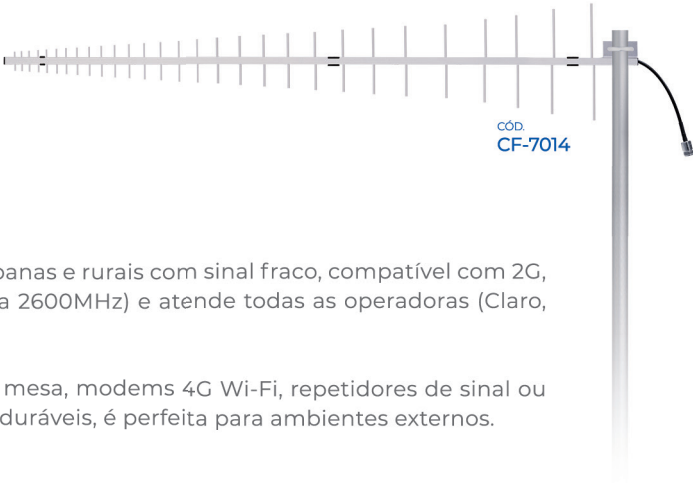 CÓD.
CF-7014
e rurais com sinal fraco, compatível com 2G,
a 2600MHz) e atende todas as operadoras (Claro,
mesa, modems 4G Wi-Fi, repetidores de sinal ou
duráveis, é perfeita para ambientes externos.